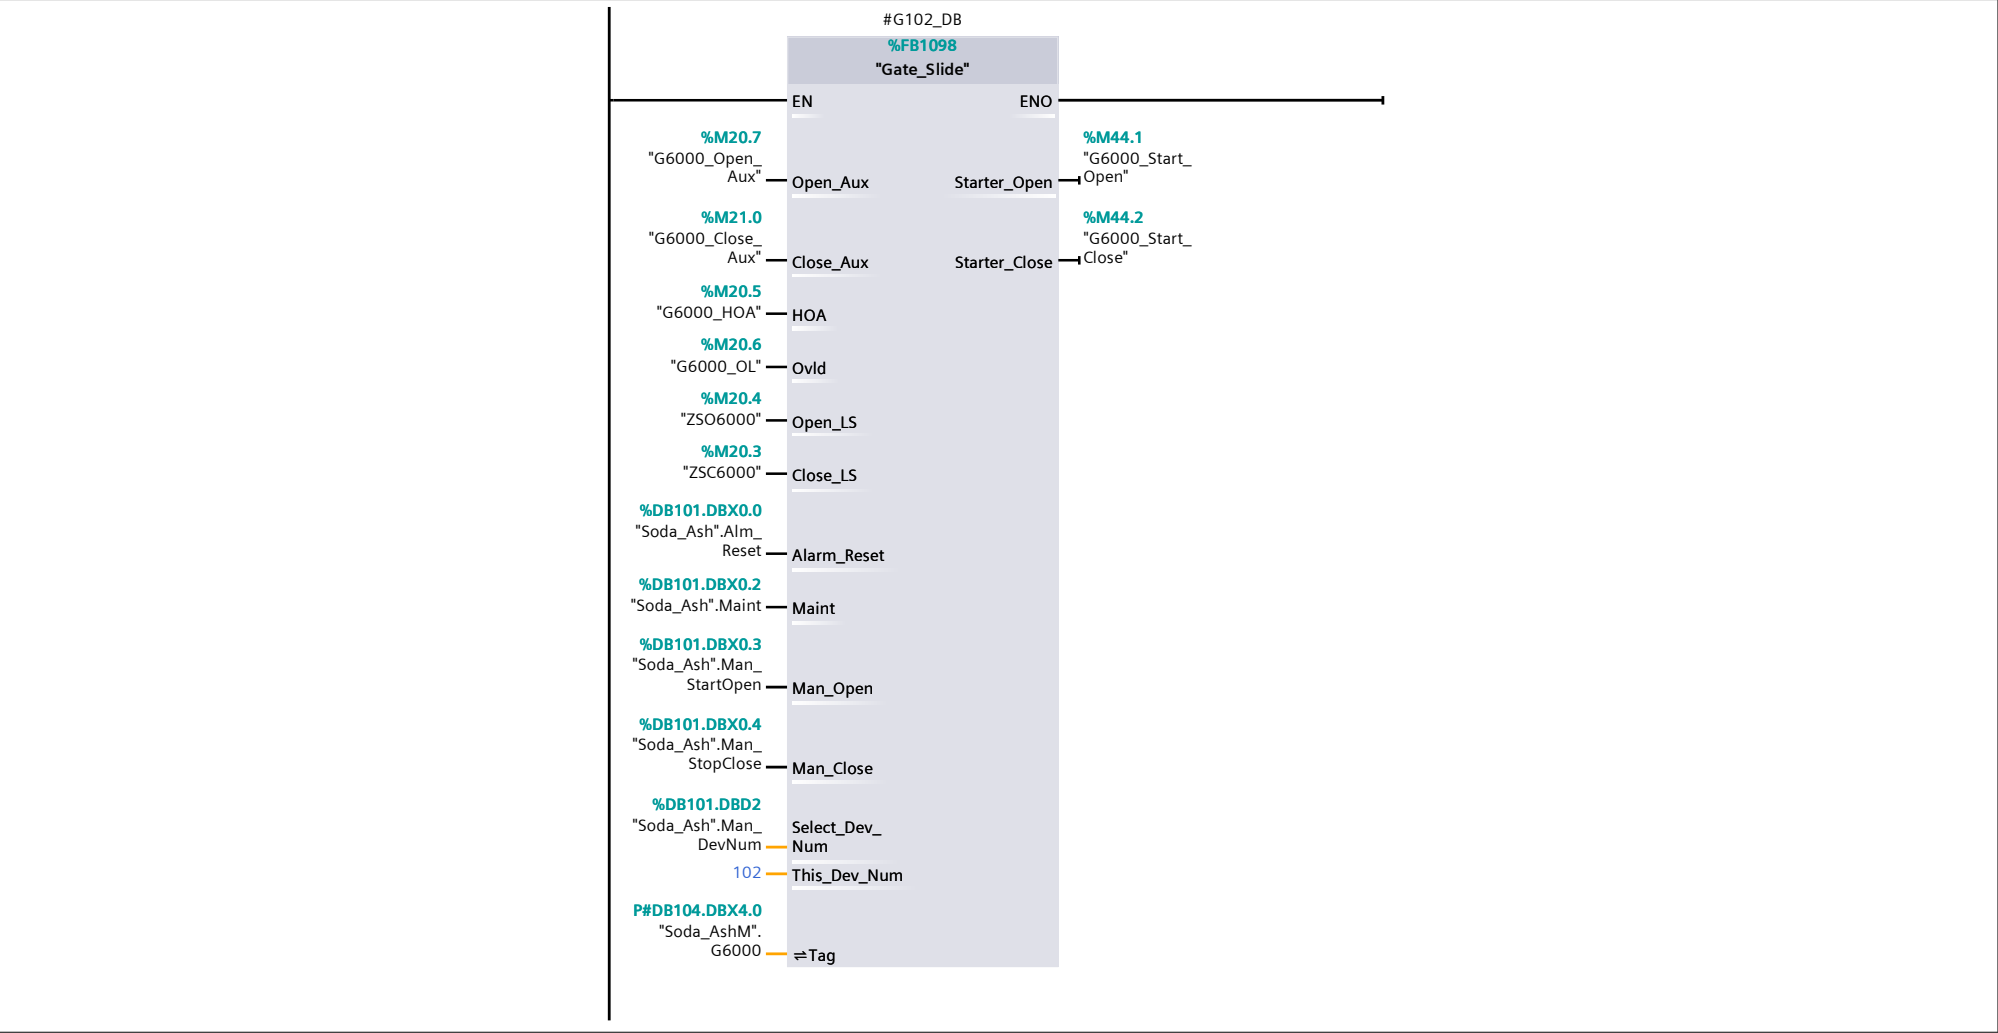 #G102_DB
%FB1098
"Gate_Slide"
EN
ENO
%M20.7
"G6000_Open_
Aux"
Open_Aux
Starter_Open
%M44.1
"G6000_Start_
Open"
%M21.0
"G6000_Close_
Aux"
Close_Aux
Starter_Close
%M44.2
"G6000_Start_
Close"
%M20.5
"G6000_HOA"
HOA
%M20.6
"G6000_OL"
Ovld
%M20.4
"ZSO6000"
Open_LS
%M20.3
"ZSC6000"
Close_LS
%DB101.DBX0.0
"Soda_Ash".Alm_
Reset
Alarm_Reset
%DB101.DBX0.2
"Soda_Ash".Maint
Maint
%DB101.DBX0.3
"Soda_Ash".Man_
StartOpen
Man_Open
%DB101.DBX0.4
"Soda_Ash".Man_
StopClose
Man_Close
%DB101.DBD2
"Soda_Ash".Man_
DevNum
Select_Dev_
Num
102
This_Dev_Num
P#DB104.DBX4.0
"Soda_AshM".
G6000
⇌Tag